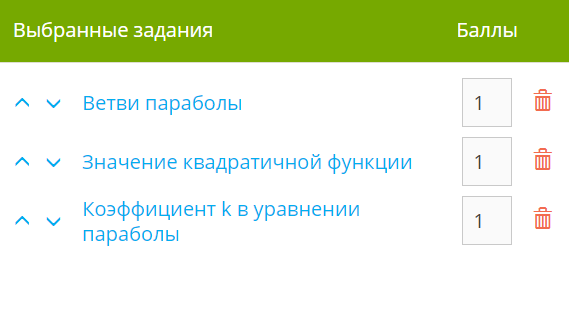 Выбранные задания Баллы
Ветви параболы 1
Значение квадратичной функции 1
Коэффициент k в уравнении
параболы 1